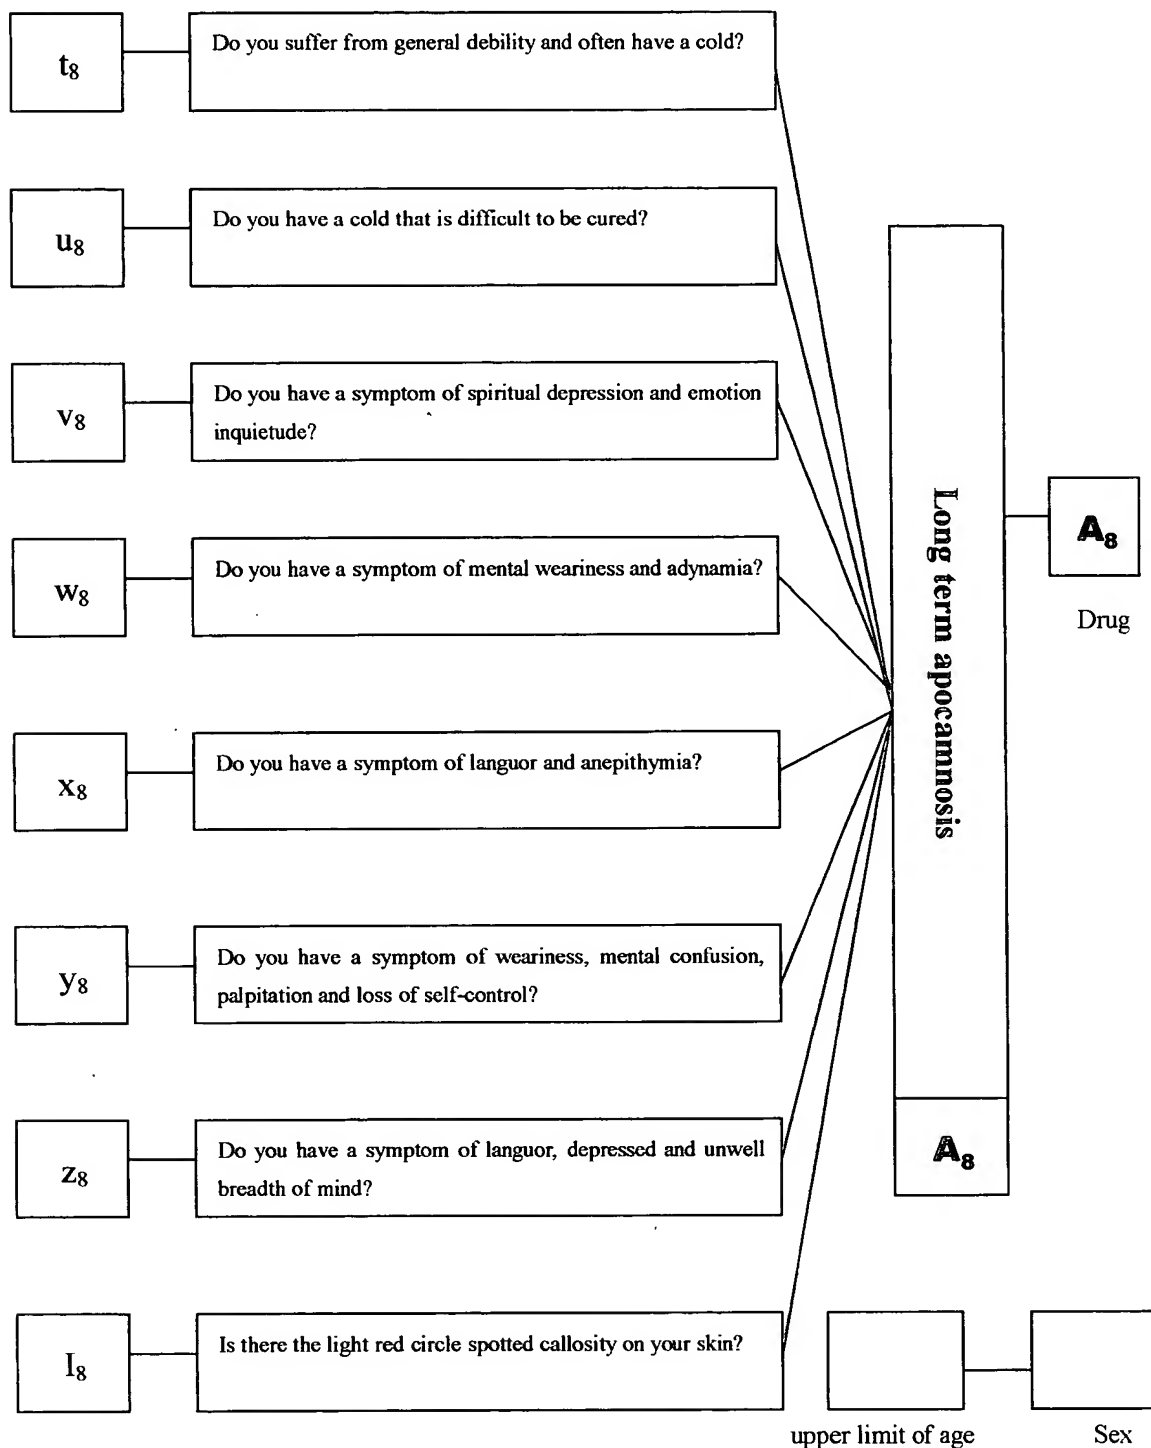 t8
Do you suffer from general debility and often have a cold?
u8
Do you have a cold that is difficult to be cured?
v8
Do you have a symptom of spiritual depression and emotion
inquietude?
w8
Do you have a symptom of mental weariness and adynamia?
x8
Do you have a symptom of languor and anepithymia?
y8
Do you have a symptom of weariness, mental confusion,
palpitation and loss of self-control?
z8
Do you have a symptom of languor, depressed and unwell
breadth of mind?
I8
Is there the light red circle spotted callosity on your skin?
Long term apocamnosis
A8
A8
Drug
upper limit of age
Sex